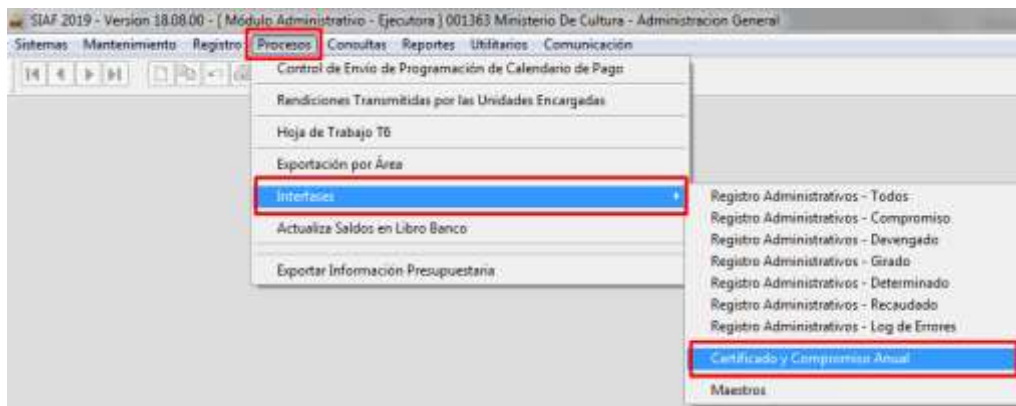 SIAF 2019 - Version 18.08.00 - [ Módulo Administrativo - Ejecutora ] 001363 Ministerio De Cultura - Administracion General
Sistemas Mantenimiento Registro Procesos Consultas Reportes Utilitarios Comunicación
Control de Envío de Programación de Calendario de Pago
Rendiciones Transmitidas por las Unidades Encargadas
Hoja de Trabajo T6
Exportación por Área
Interfases
Registro Administrativos - Todos
Registro Administrativos - Compromiso
Actualiza Saldos en Libro Banco
Registro Administrativos - Devengado
Registro Administrativos - Girado
Exportar Información Presupuestaria
Registro Administrativos - Determinado
Registro Administrativos - Recaudado
Registro Administrativos - Log de Errores
Certificado y Compromiso Anual
Maestros